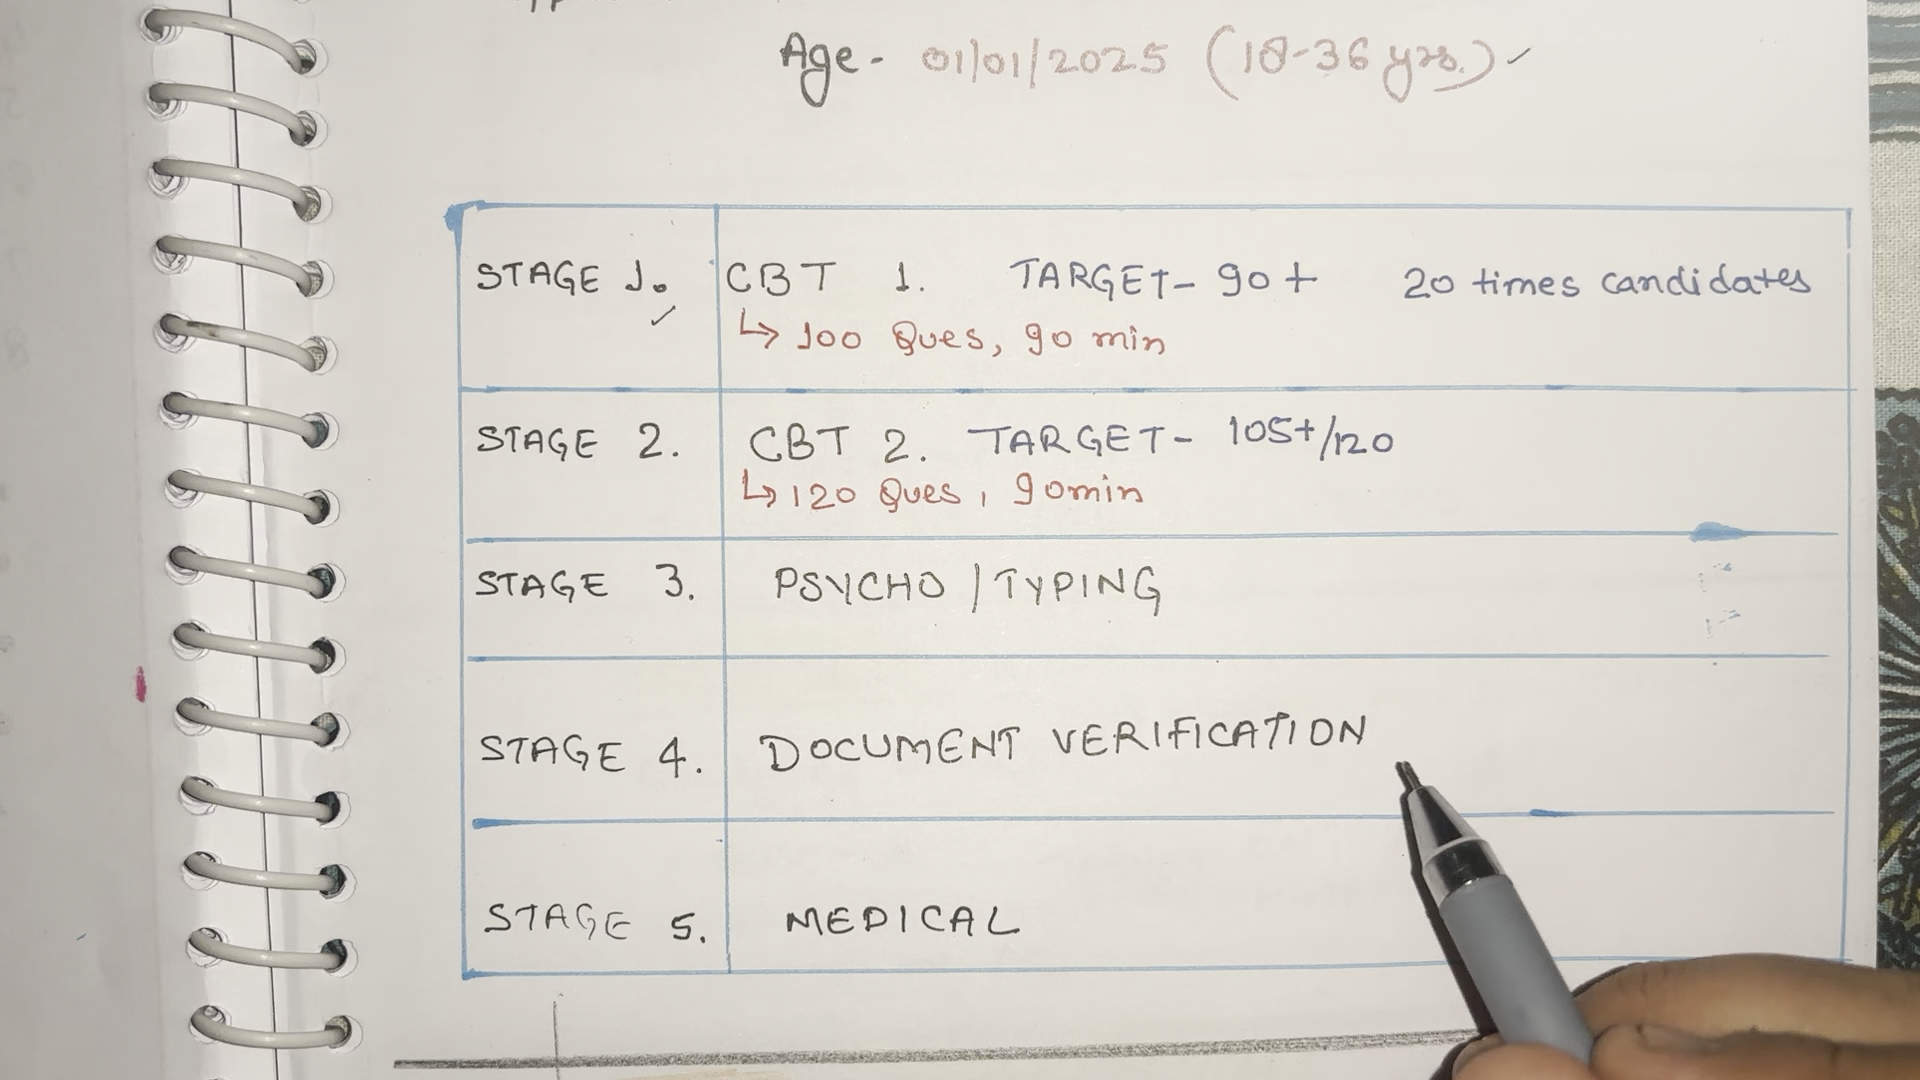 Age- 01/01/2025 (18-36 yrs.)
STAGE 1. CBT 1. TARGET- 90+ 20 times candidates
↳ 100 Ques, 90 min
STAGE 2. CBT 2. TARGET- 105+/120
↳ 120 Ques, 90min
STAGE 3. PSYCHO / TYPING
STAGE 4. DOCUMENT VERIFICATION
STAGE 5. MEDICAL